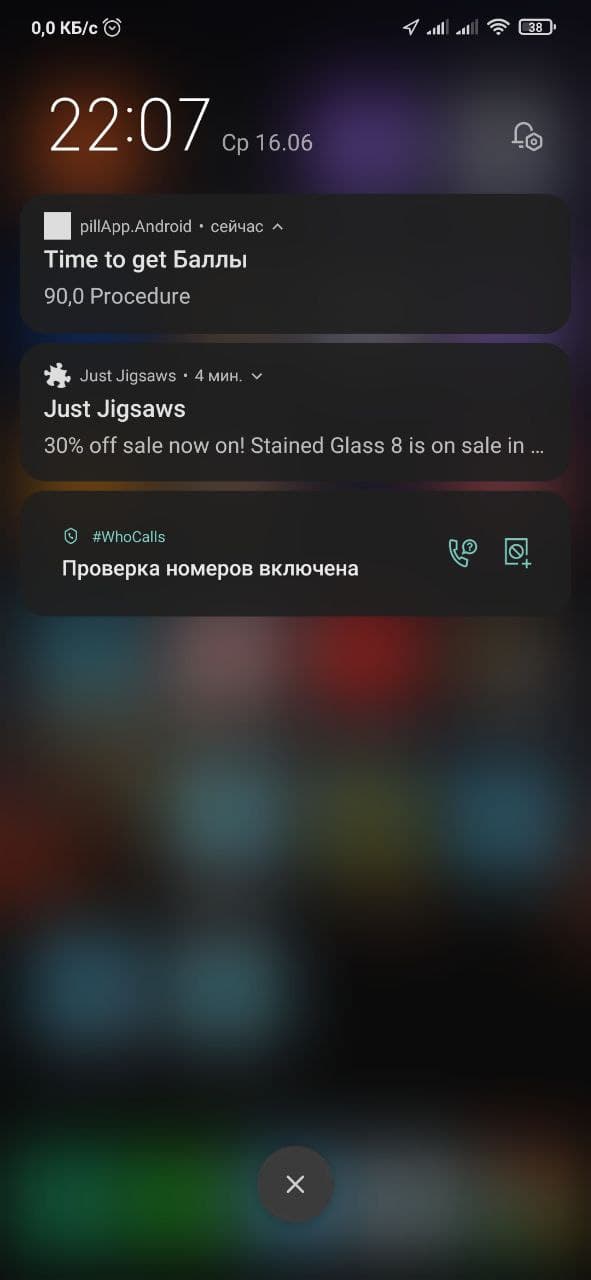 0,0 КБ/с
38
22:07 Ср 16.06
pillApp.Android • сейчас
Time to get Баллы
90,0 Procedure
Just Jigsaws • 4 мин.
Just Jigsaws
30% off sale now on! Stained Glass 8 is on sale in ...
#WhoCalls
Проверка номеров включена